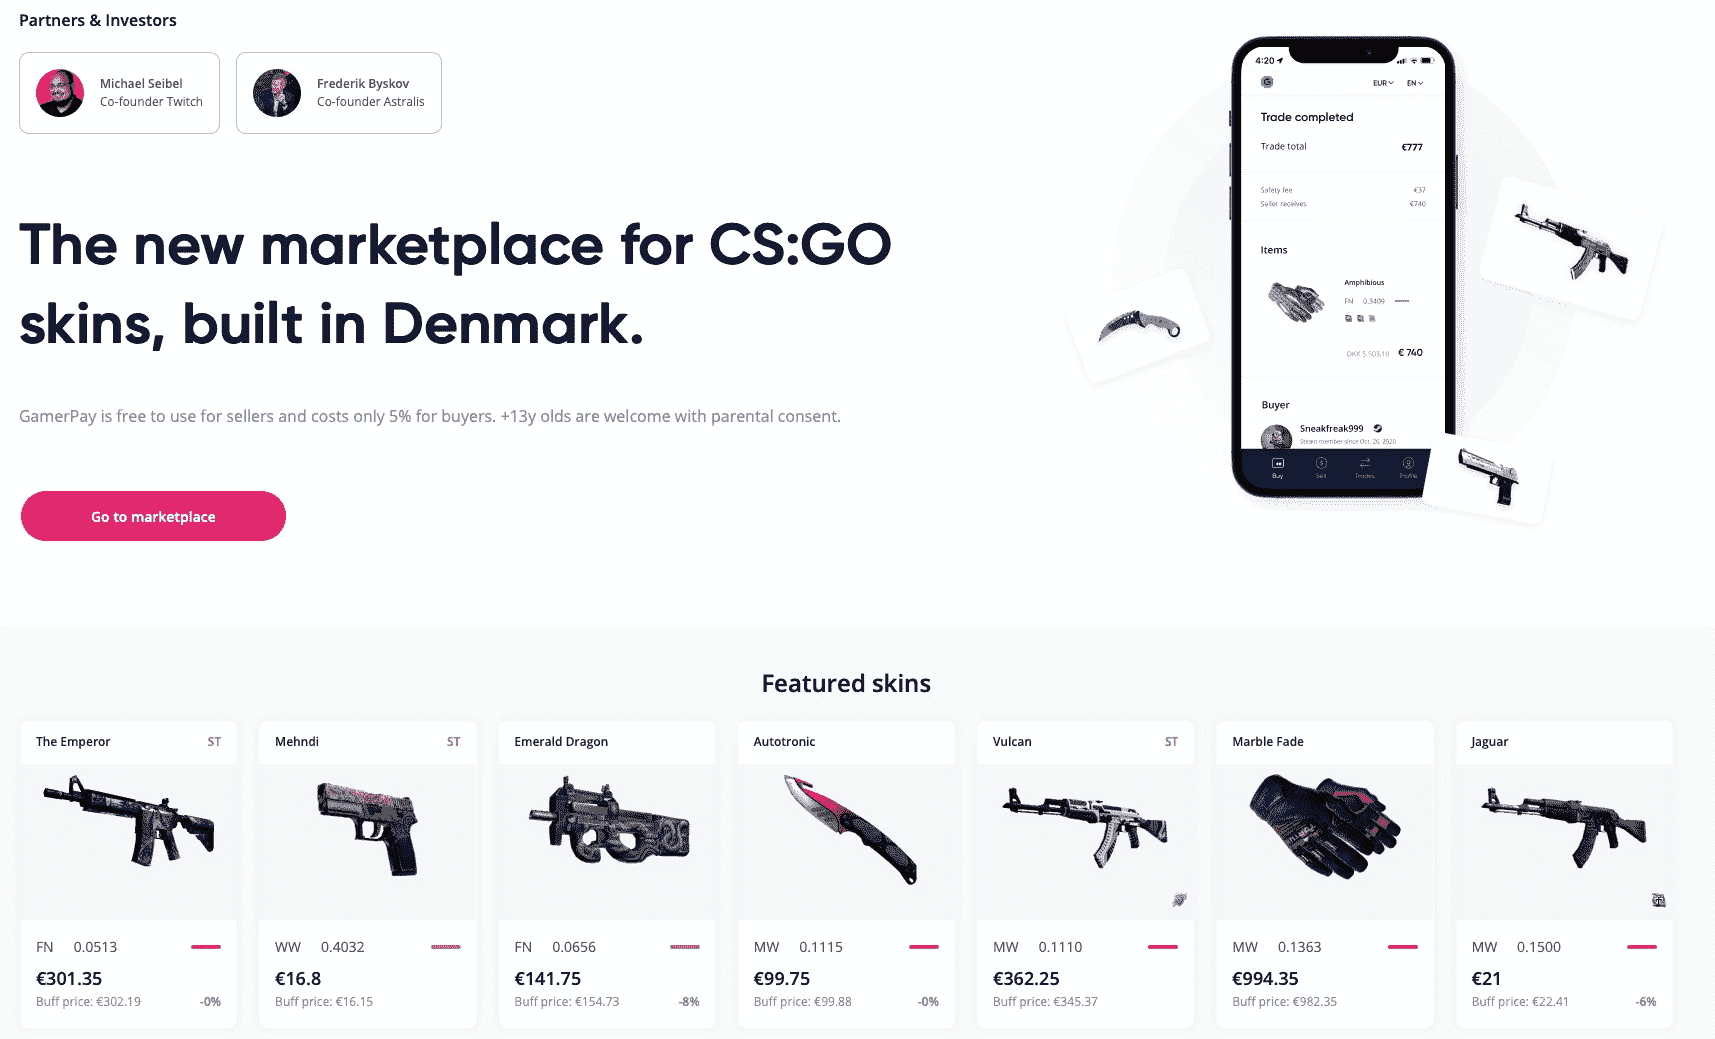 Partners & Investors
Michael Seibel
Co-founder Twitch
Frederik Byskov
Co-founder Astralis
The new marketplace for CS:GO
skins, built in Denmark.
GamerPay is free to use for sellers and costs only 5% for buyers. +13y olds are welcome with parental consent.
Go to marketplace
4:20
G
EUR EN
Trade completed
Trade total €777
Safety fee €37
Seller receives €740
Items
Amphibious
FN 0.3409
DKK 5.503,10 € 740
Buyer
Sneakfreak999
Steam member since Oct. 26, 2020
Buy Sell Trades Profile
Featured skins
The Emperor ST
FN 0.0513
€301.35
Buff price: €302.19 -0%
Mehndi ST
WW 0.4032
€16.8
Buff price: €16.15
Emerald Dragon
FN 0.0656
€141.75
Buff price: €154.73 -8%
Autotronic
MW 0.1115
€99.75
Buff price: €99.88 -0%
Vulcan ST
MW 0.1110
€362.25
Buff price: €345.37
Marble Fade
MW 0.1363
€994.35
Buff price: €982.35
Jaguar
MW 0.1500
€21
Buff price: €22.41 -6%